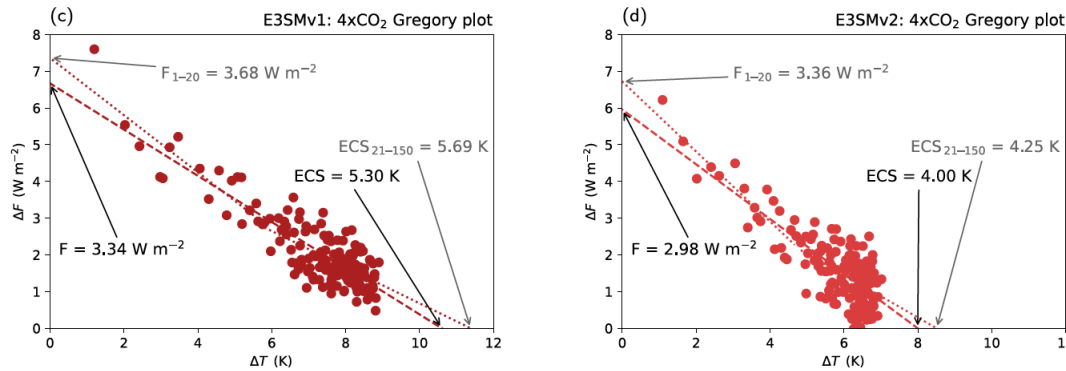 (c)
E3SMv1: 4xCO₂ Gregory plot
8
7
6
5
4
3
2
1
0
ΔF (W m⁻²)
F₁₋₂₀ = 3.68 W m⁻²
ECS₂₁₋₁₅₀ = 5.69 K
ECS = 5.30 K
F = 3.34 W m⁻²
0 2 4 6 8 10 12
ΔT (K)
(d)
E3SMv2: 4xCO₂ Gregory plot
8
7
6
5
4
3
2
1
0
ΔF (W m⁻²)
F₁₋₂₀ = 3.36 W m⁻²
ECS₂₁₋₁₅₀ = 4.25 K
ECS = 4.00 K
F = 2.98 W m⁻²
0 2 4 6 8 10 12
ΔT (K)